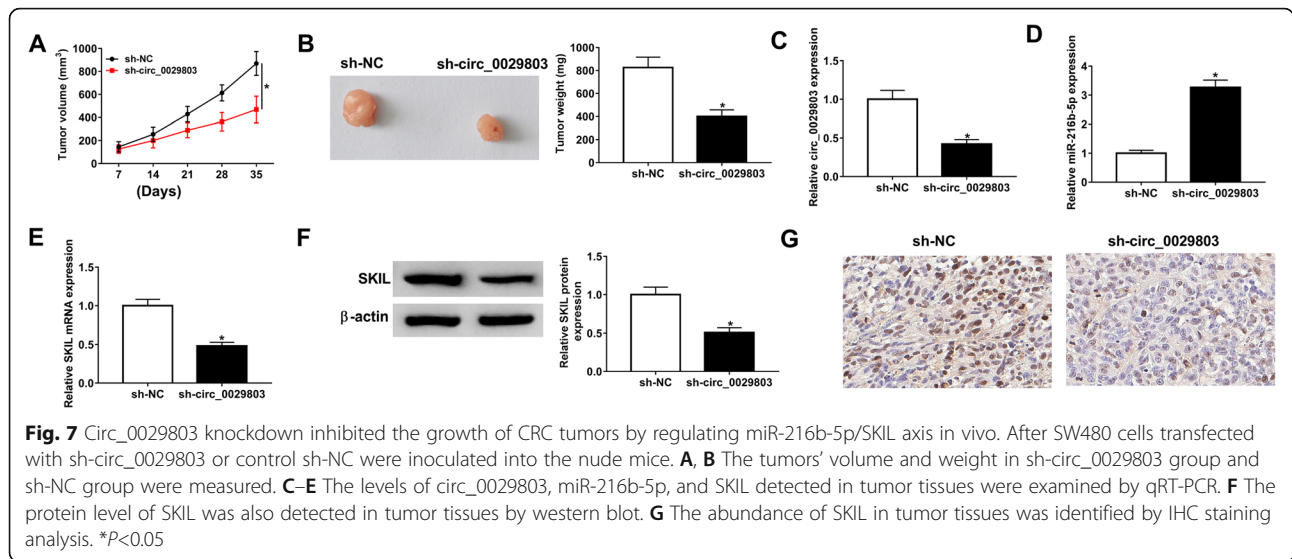 A
Tumor volume (mm³)
1000
800
600
400
200
0
sh-NC
sh-circ_0029803
*
7 14 21 28 35
(Days)
B
sh-NC sh-circ_0029803
Tumor weight (mg)
1000
800
600
400
200
0
*
sh-NC sh-circ_0029803
C
Relative circ_0029803 expression
1.5
1.0
0.5
0.0
*
sh-NC sh-circ_0029803
D
Relative miR-216b-5p expression
4
3
2
1
0
*
sh-NC sh-circ_0029803
E
Relative SKIL mRNA expression
1.5
1.0
0.5
0.0
*
sh-NC sh-circ_0029803
F
SKIL
β-actin
Relative SKIL protein
expression
1.5
1.0
0.5
0.0
*
sh-NC sh-circ_0029803
G
sh-NC sh-circ_0029803
Fig. 7 Circ_0029803 knockdown inhibited the growth of CRC tumors by regulating miR-216b-5p/SKIL axis in vivo. After SW480 cells transfected
with sh-circ_0029803 or control sh-NC were inoculated into the nude mice. A, B The tumors' volume and weight in sh-circ_0029803 group and
sh-NC group were measured. C–E The levels of circ_0029803, miR-216b-5p, and SKIL detected in tumor tissues were examined by qRT-PCR. F The
protein level of SKIL was also detected in tumor tissues by western blot. G The abundance of SKIL in tumor tissues was identified by IHC staining
analysis. *P<0.05